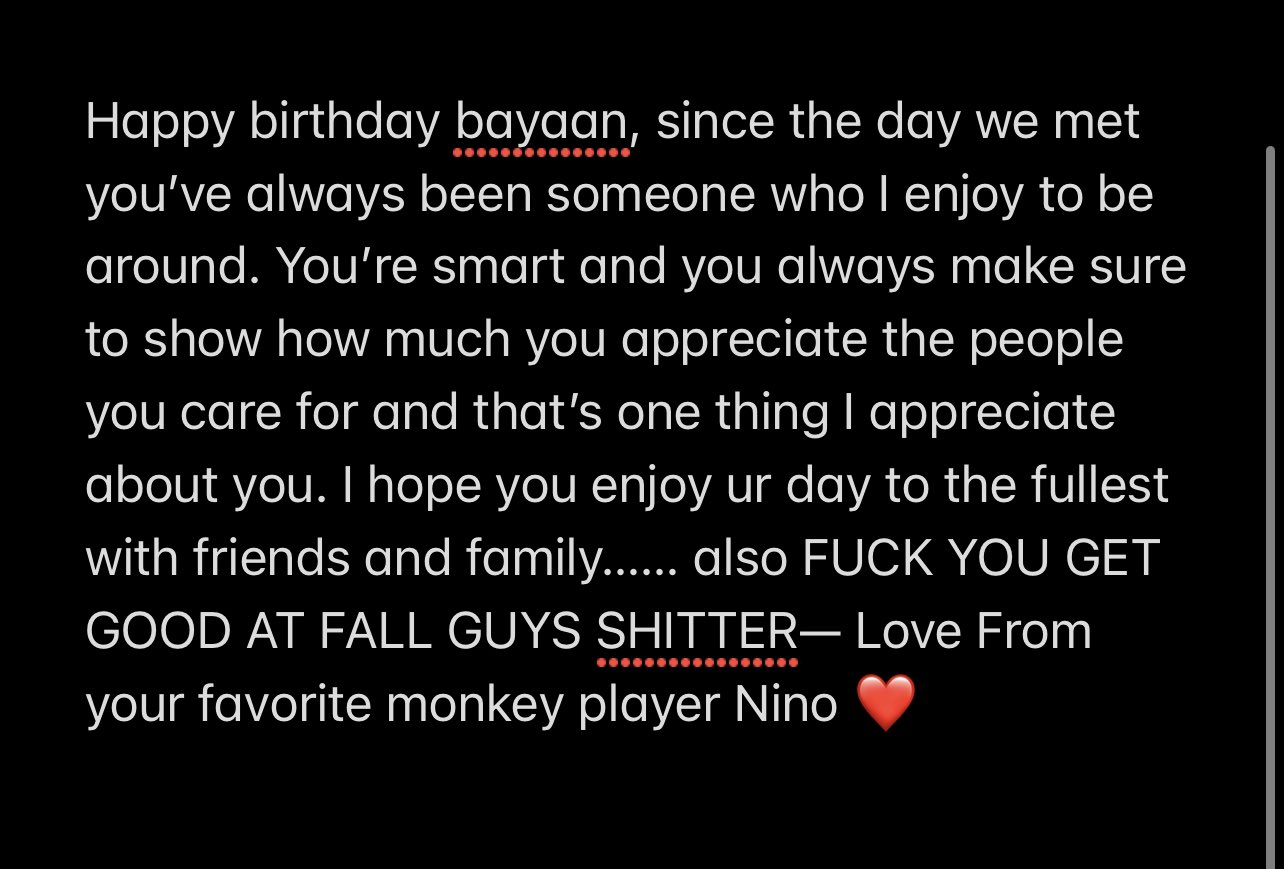 Happy birthday bayaan, since the day we met
you’ve always been someone who I enjoy to be
around. You’re smart and you always make sure
to show how much you appreciate the people
you care for and that’s one thing I appreciate
about you. I hope you enjoy ur day to the fullest
with friends and family...... also FUCK YOU GET
GOOD AT FALL GUYS SHITTER— Love From
your favorite monkey player Nino ❤️